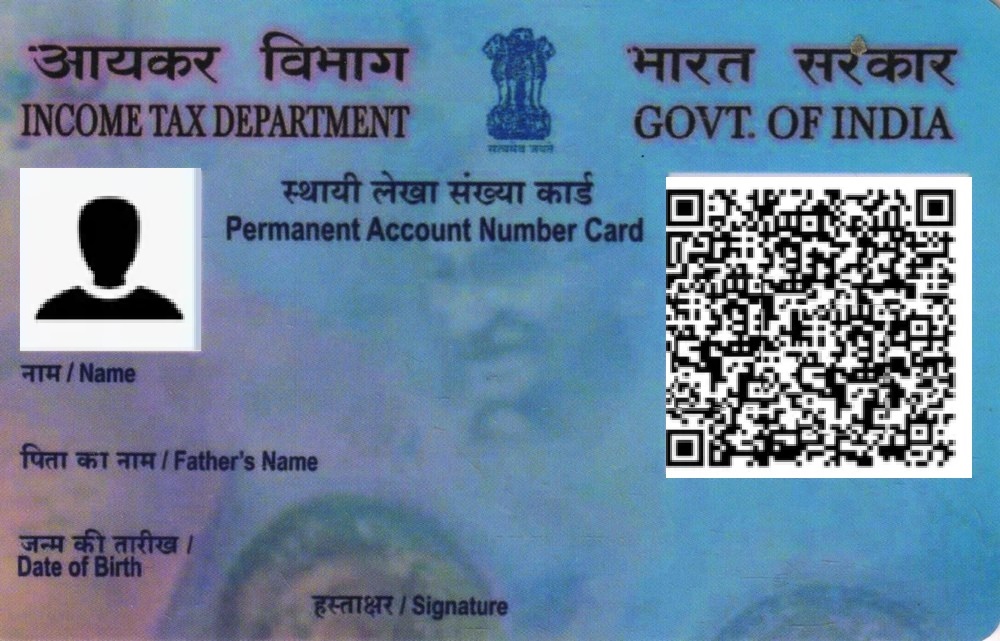 आयकर विभाग
INCOME TAX DEPARTMENT
भारत सरकार
GOVT. OF INDIA
सत्यमेव जयते
स्थायी लेखा संख्या कार्ड
Permanent Account Number Card
नाम / Name
पिता का नाम / Father's Name
जन्म की तारीख /
Date of Birth
हस्ताक्षर / Signature